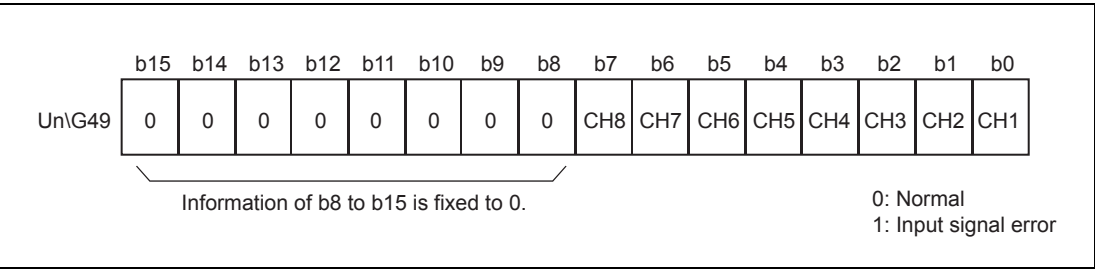 b15 b14 b13 b12 b11 b10 b9 b8 b7 b6 b5 b4 b3 b2 b1 b0
Un\G49 0 0 0 0 0 0 0 0 CH8 CH7 CH6 CH5 CH4 CH3 CH2 CH1
Information of b8 to b15 is fixed to 0.
0: Normal
1: Input signal error